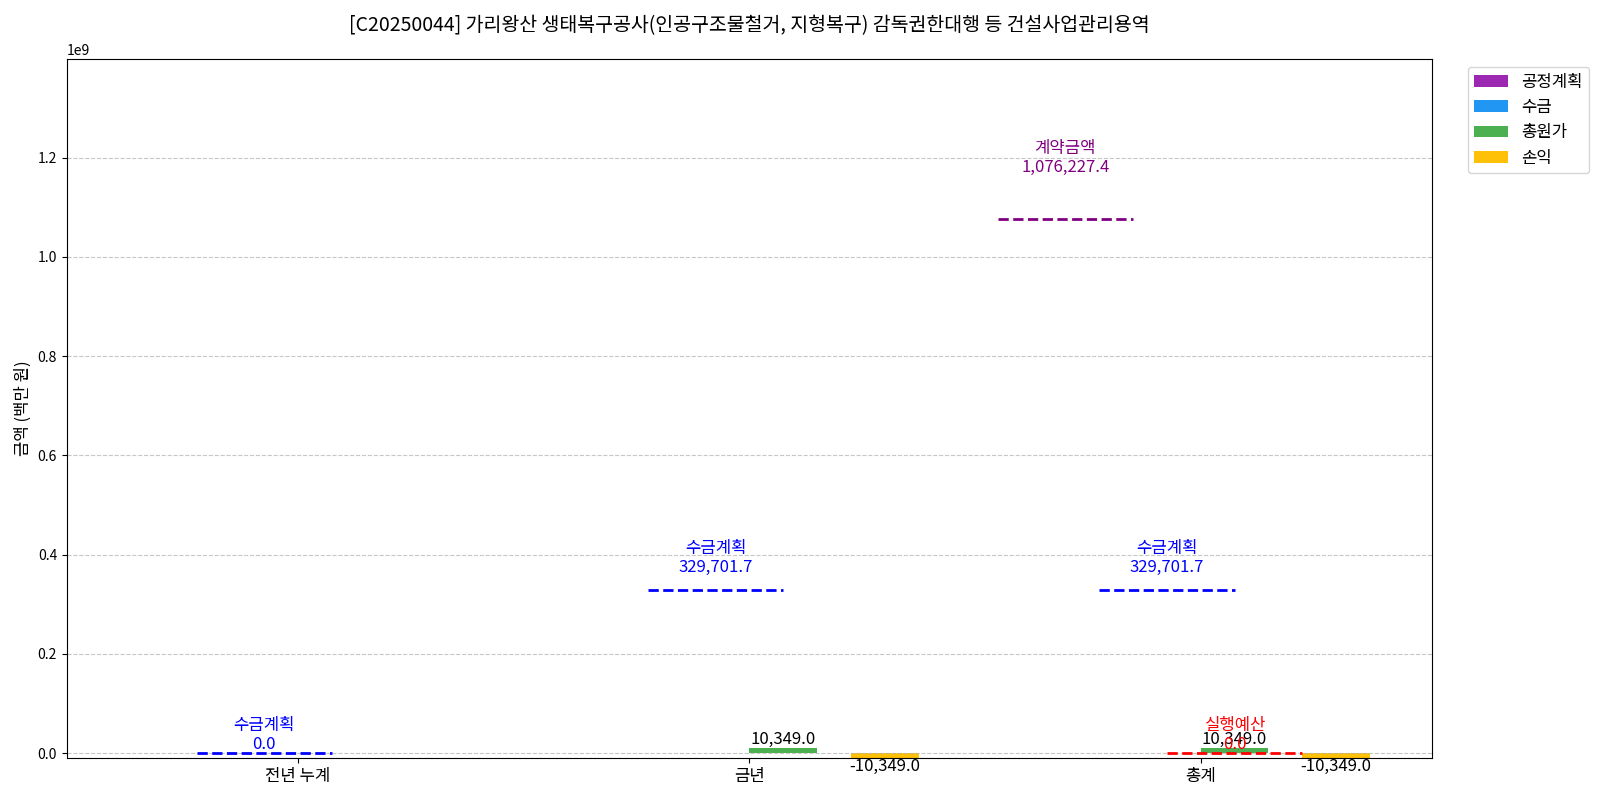 [C20250044] 가리왕산 생태복구공사(인공구조물철거, 지형복구) 감독권한대행 등 건설사업관리용역
1e9
공정계획
수금
총원가
손익
계약금액
1,076,227.4
1.2
1.0
0.8
0.6
0.4
0.2
0.0
금액 (백만 원)
수금계획
329,701.7
수금계획
329,701.7
수금계획
0.0
10,349.0
-10,349.0
실행예산
0.0
10,349.0
-10,349.0
전년 누계
금년
총계